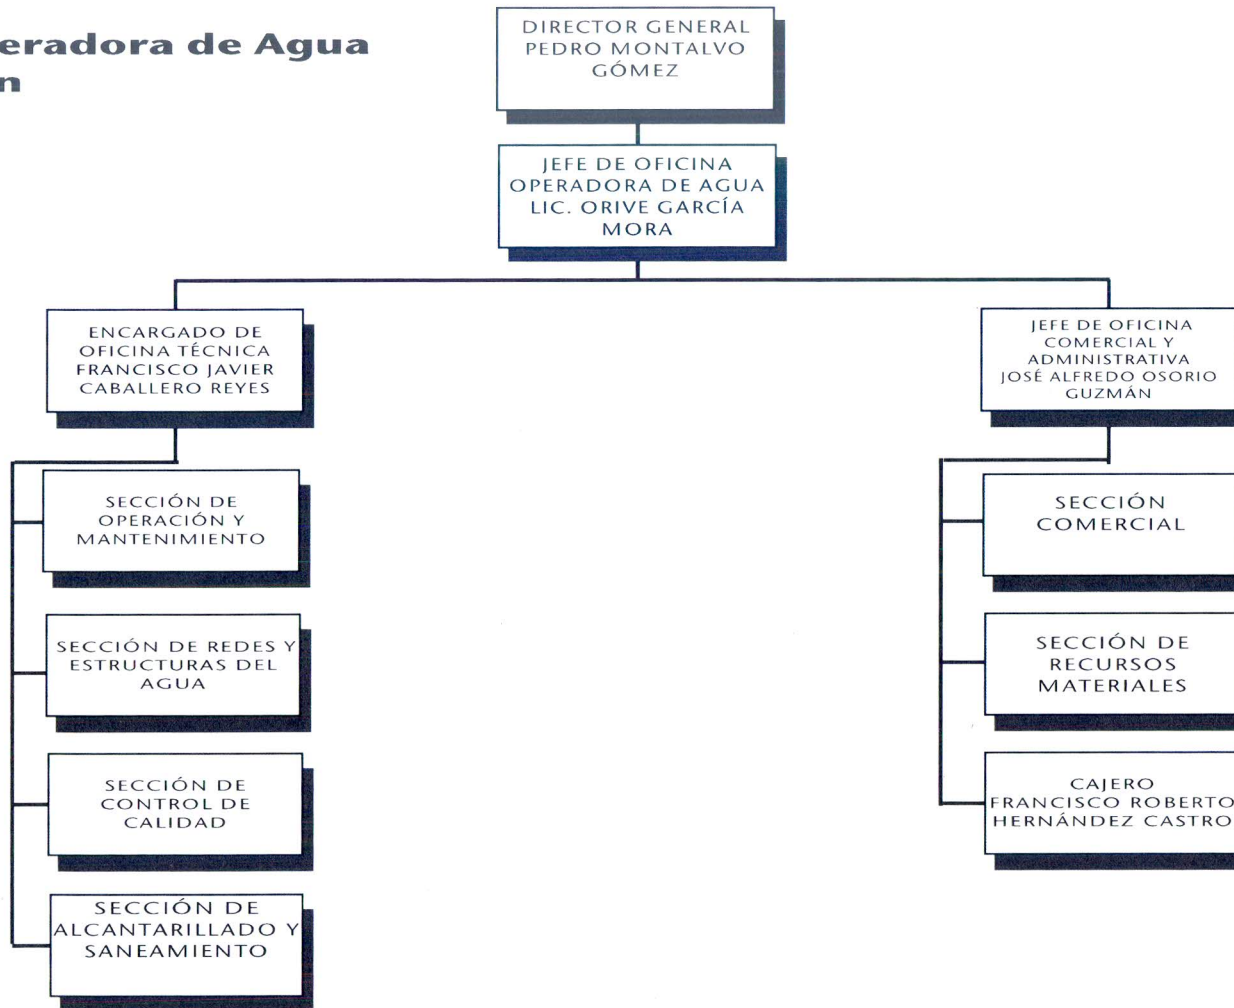 eradora de Agua
n
DIRECTOR GENERAL
PEDRO MONTALVO
GÓMEZ
JEFE DE OFICINA
OPERADORA DE AGUA
LIC. ORIVE GARCÍA
MORA
ENCARGADO DE
OFICINA TÉCNICA
FRANCISCO JAVIER
CABALLERO REYES
SECCIÓN DE
OPERACIÓN Y
MANTENIMIENTO
SECCIÓN DE REDES Y
ESTRUCTURAS DEL
AGUA
SECCIÓN DE
CONTROL DE
CALIDAD
SECCIÓN DE
ALCANTARILLADO Y
SANEAMIENTO
JEFE DE OFICINA
COMERCIAL Y
ADMINISTRATIVA
JOSÉ ALFREDO OSORIO
GUZMÁN
SECCIÓN
COMERCIAL
SECCIÓN DE
RECURSOS
MATERIALES
CAJERO
FRANCISCO ROBERTO
HERNÁNDEZ CASTRO